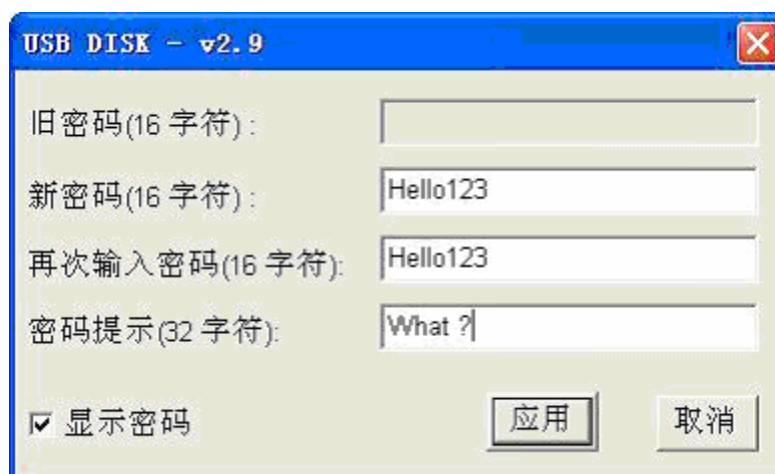 USB DISK - v2.9
旧密码(16 字符) :
新密码(16 字符) : Hello123
再次输入密码(16 字符): Hello123
密码提示(32 字符): What ?
显示密码 应用 取消